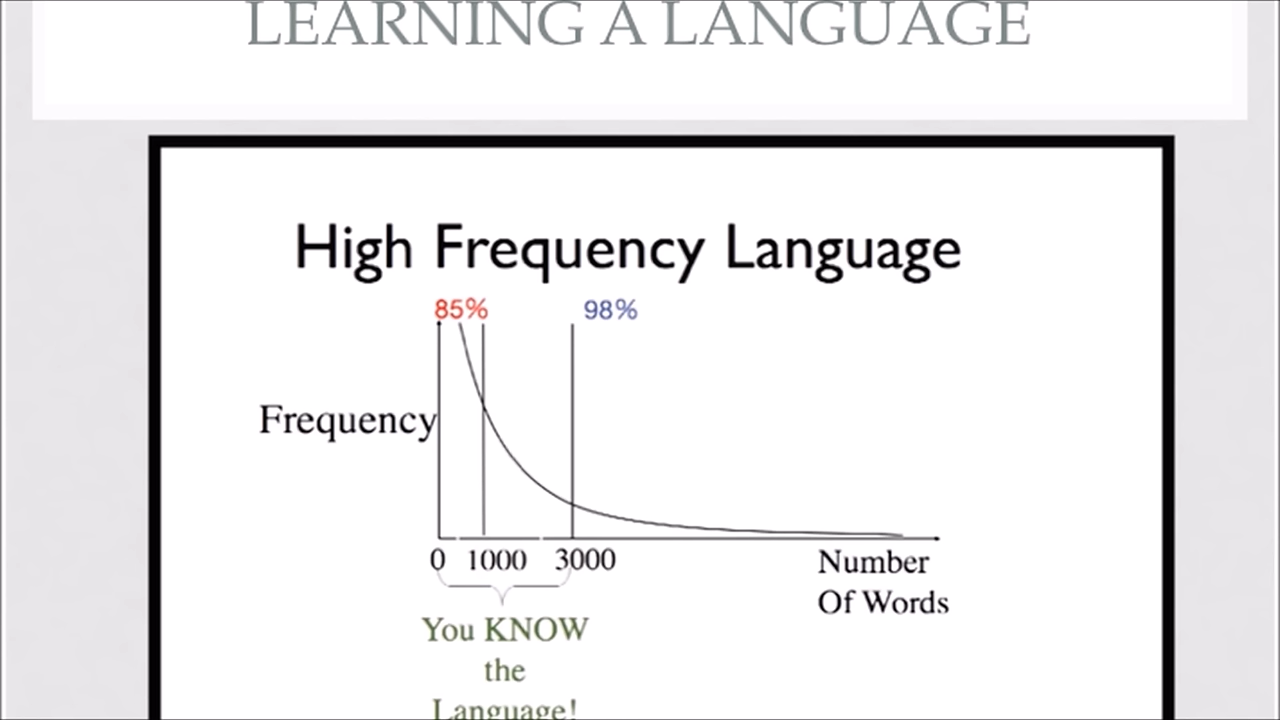 LEARNING A LANGUAGE
High Frequency Language
85% 98%
Frequency
0 1000 3000
Number
Of Words
You KNOW
the
Language!